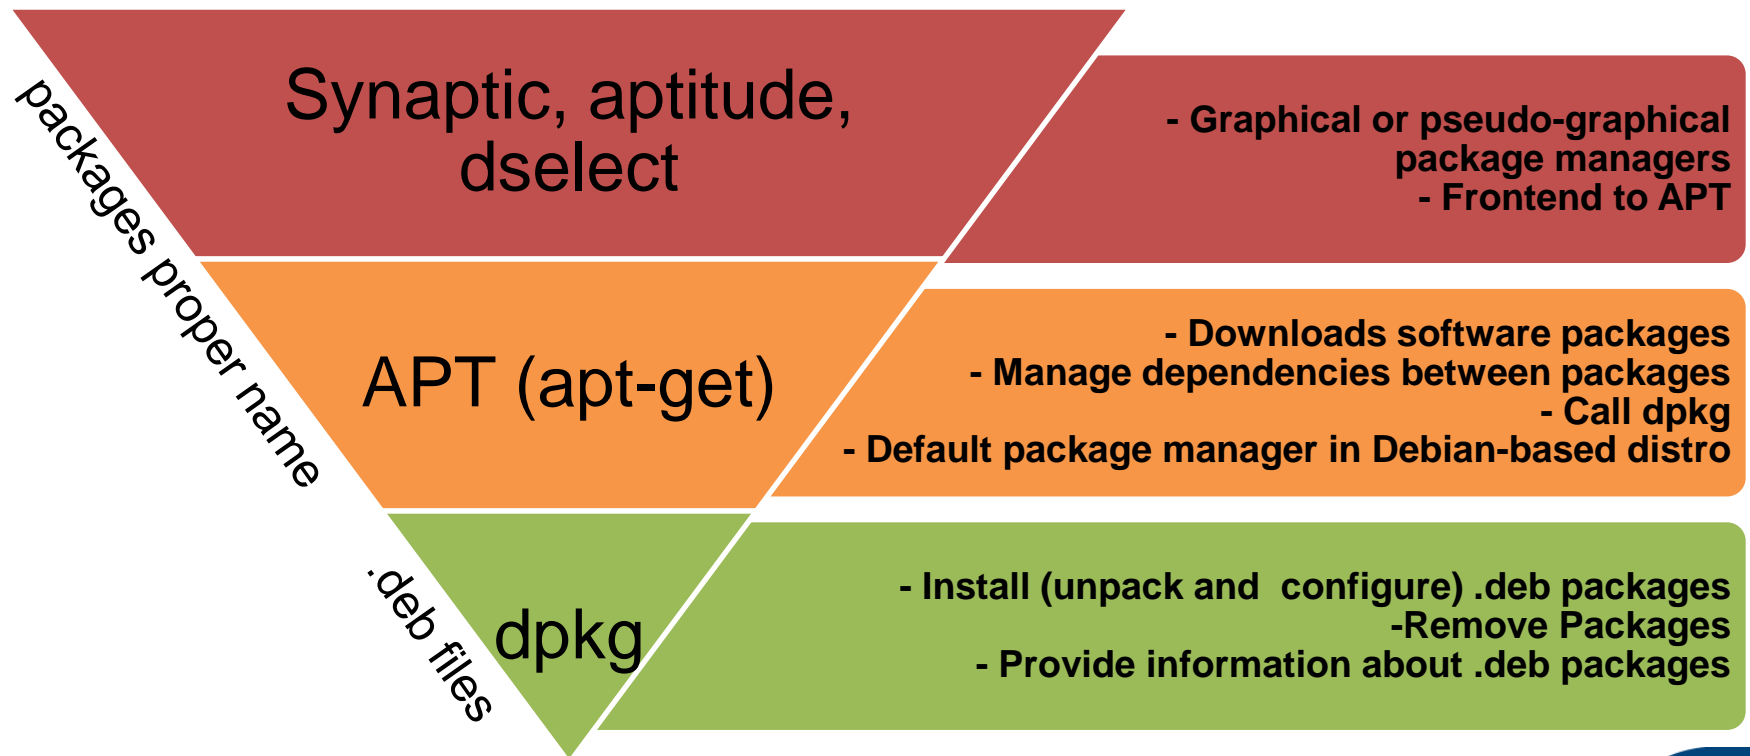 packages proper name
Synaptic, aptitude,
dselect
- Graphical or pseudo-graphical
package managers
- Frontend to APT
APT (apt-get)
- Downloads software packages
- Manage dependencies between packages
- Call dpkg
- Default package manager in Debian-based distro
.deb files
dpkg
- Install (unpack and  configure) .deb packages
-Remove Packages
- Provide information about .deb packages